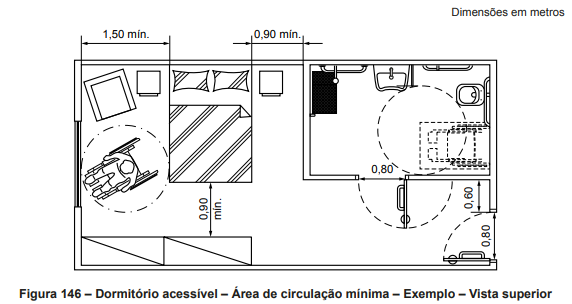 Dimensões em metros
1,50 mín.
0,90 mín.
0,80
0,90
mín.
0,60
0,80
Figura 146 – Dormitório acessível – Área de circulação mínima – Exemplo – Vista superior